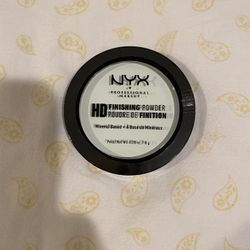 NYX
PROFESSIONAL
MAKEUP
HD FINISHING POWDER
POUDRE DE FINITION
Mineral Based • À Base de Minéraux